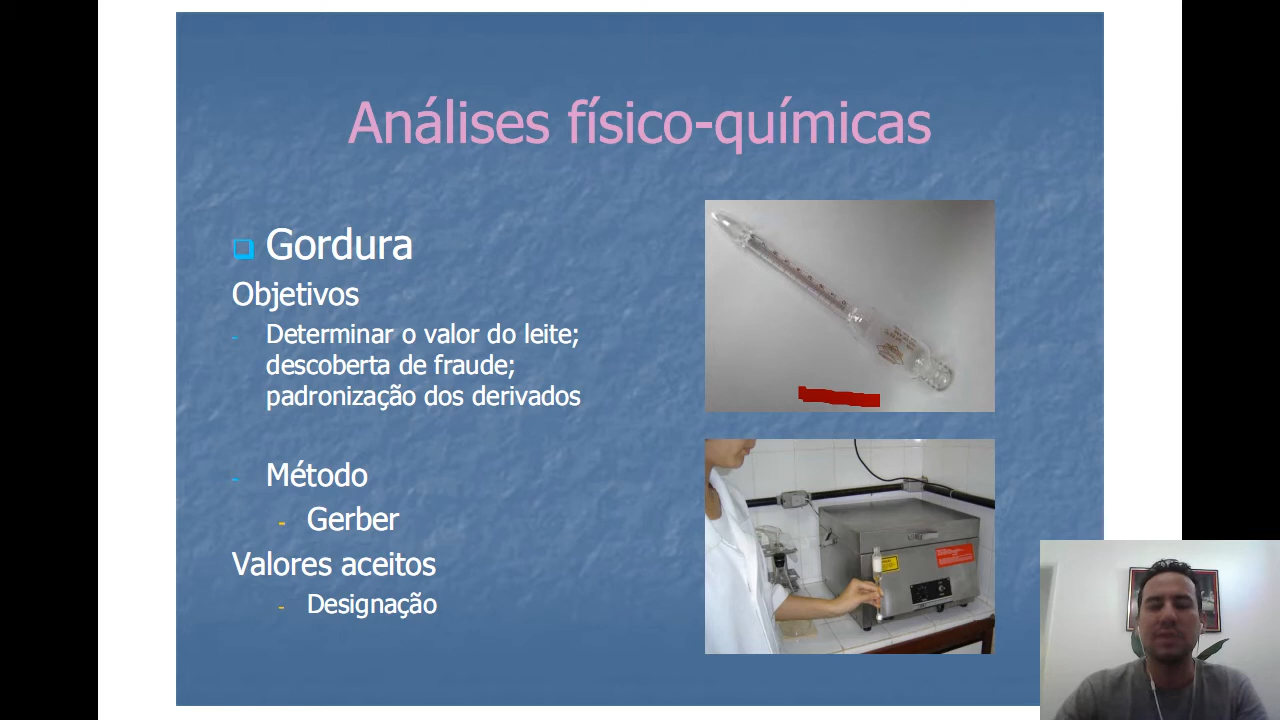 Análises físico-químicas
Gordura
Objetivos
- Determinar o valor do leite;
descoberta de fraude;
padronização dos derivados
- Método
- Gerber
Valores aceitos
- Designação